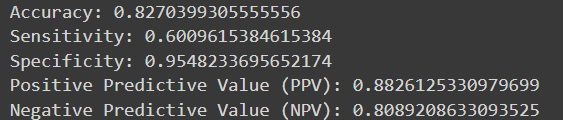 Accuracy: 0.8270399305555556
Sensitivity: 0.6009615384615384
Specificity: 0.9548233695652174
Positive Predictive Value (PPV): 0.8826125330979699
Negative Predictive Value (NPV): 0.8089208633093525